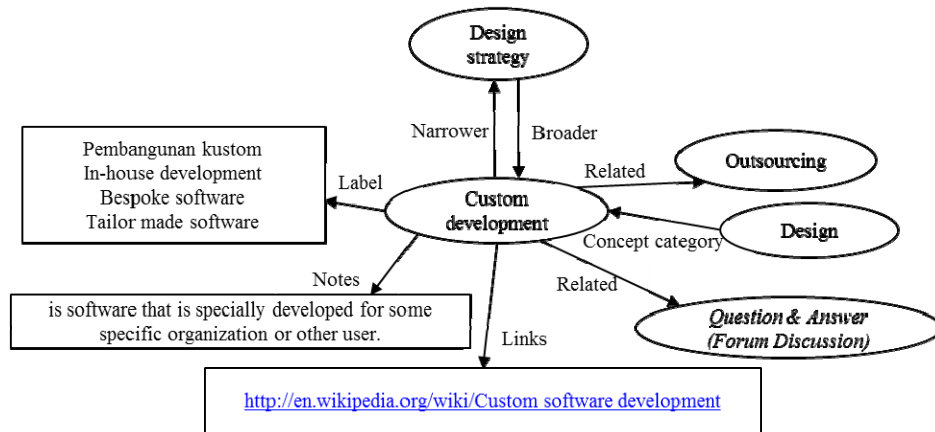 Design
strategy
Narrower
Broader
Pembangunan kustom
In-house development
Bespoke software
Tailor made software
Label
Custom
development
Related
Outsourcing
Concept category
Design
Notes
Related
is software that is specially developed for some
specific organization or other user.
Links
Question & Answer
(Forum Discussion)
http://en.wikipedia.org/wiki/Custom software development